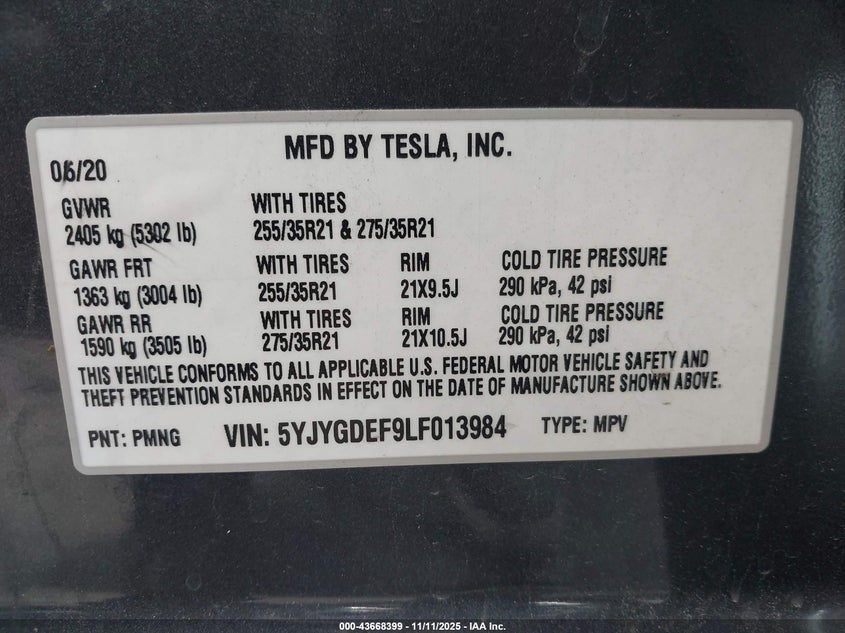 MFD BY TESLA, INC.
06/20
GVWR WITH TIRES
2405 kg (5302 lb) 255/35R21 & 275/35R21
GAWR FRT WITH TIRES RIM COLD TIRE PRESSURE
1363 kg (3004 lb) 255/35R21 21X9.5J 290 kPa, 42 psi
GAWR RR WITH TIRES RIM COLD TIRE PRESSURE
1590 kg (3505 lb) 275/35R21 21X10.5J 290 kPa, 42 psi
THIS VEHICLE CONFORMS TO ALL APPLICABLE U.S. FEDERAL MOTOR VEHICLE SAFETY AND
THEFT PREVENTION STANDARDS IN EFFECT ON THE DATE OF MANUFACTURE SHOWN ABOVE.
PNT: PMNG VIN: 5YJYGDEF9LF013984 TYPE: MPV
000-43668399 - 11/11/2025 - IAA Inc.